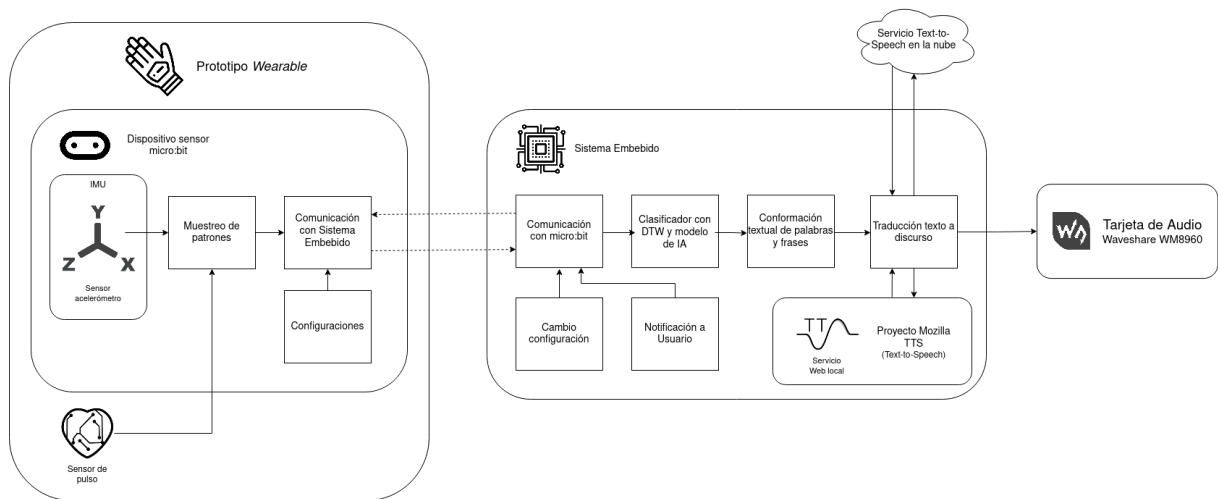 Servicio Text-to-
Speech en la nube
Prototipo Wearable
Dispositivo sensor
micro:bit
IMU
Y
Z
X
Sensor
acelerómetro
Muestreo de
patrones
Comunicación
con Sistema
Embebido
Configuraciones
Sensor de
pulso
Sistema Embebido
Comunicación
con micro:bit
Clasificador con
DTW y modelo
de IA
Conformación
textual de palabras
y frases
Traducción texto a
discurso
Cambio
configuración
Notificación a
Usuario
TT
Servicio
Web local
Proyecto Mozilla
TTS
(Text-to-Speech)
Tarjeta de Audio
Waveshare WM8960